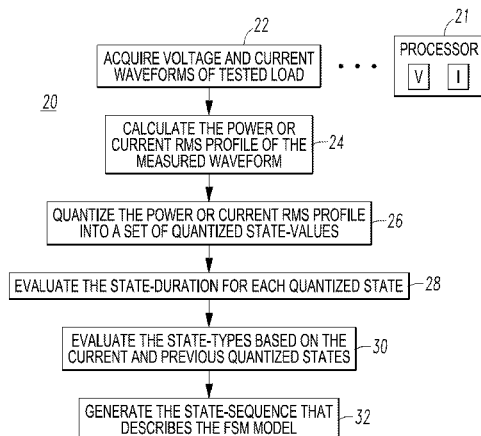 22
21
ACQUIRE VOLTAGE AND CURRENT
WAVEFORMS OF TESTED LOAD
PROCESSOR
V I
20
CALCULATE THE POWER OR
CURRENT RMS PROFILE OF THE
MEASURED WAVEFORM
24
QUANTIZE THE POWER OR CURRENT RMS PROFILE
INTO A SET OF QUANTIZED STATE-VALUES
26
EVALUATE THE STATE-DURATION FOR EACH QUANTIZED STATE
28
EVALUATE THE STATE-TYPES BASED ON THE
CURRENT AND PREVIOUS QUANTIZED STATES
30
GENERATE THE STATE-SEQUENCE THAT
DESCRIBES THE FSM MODEL
32